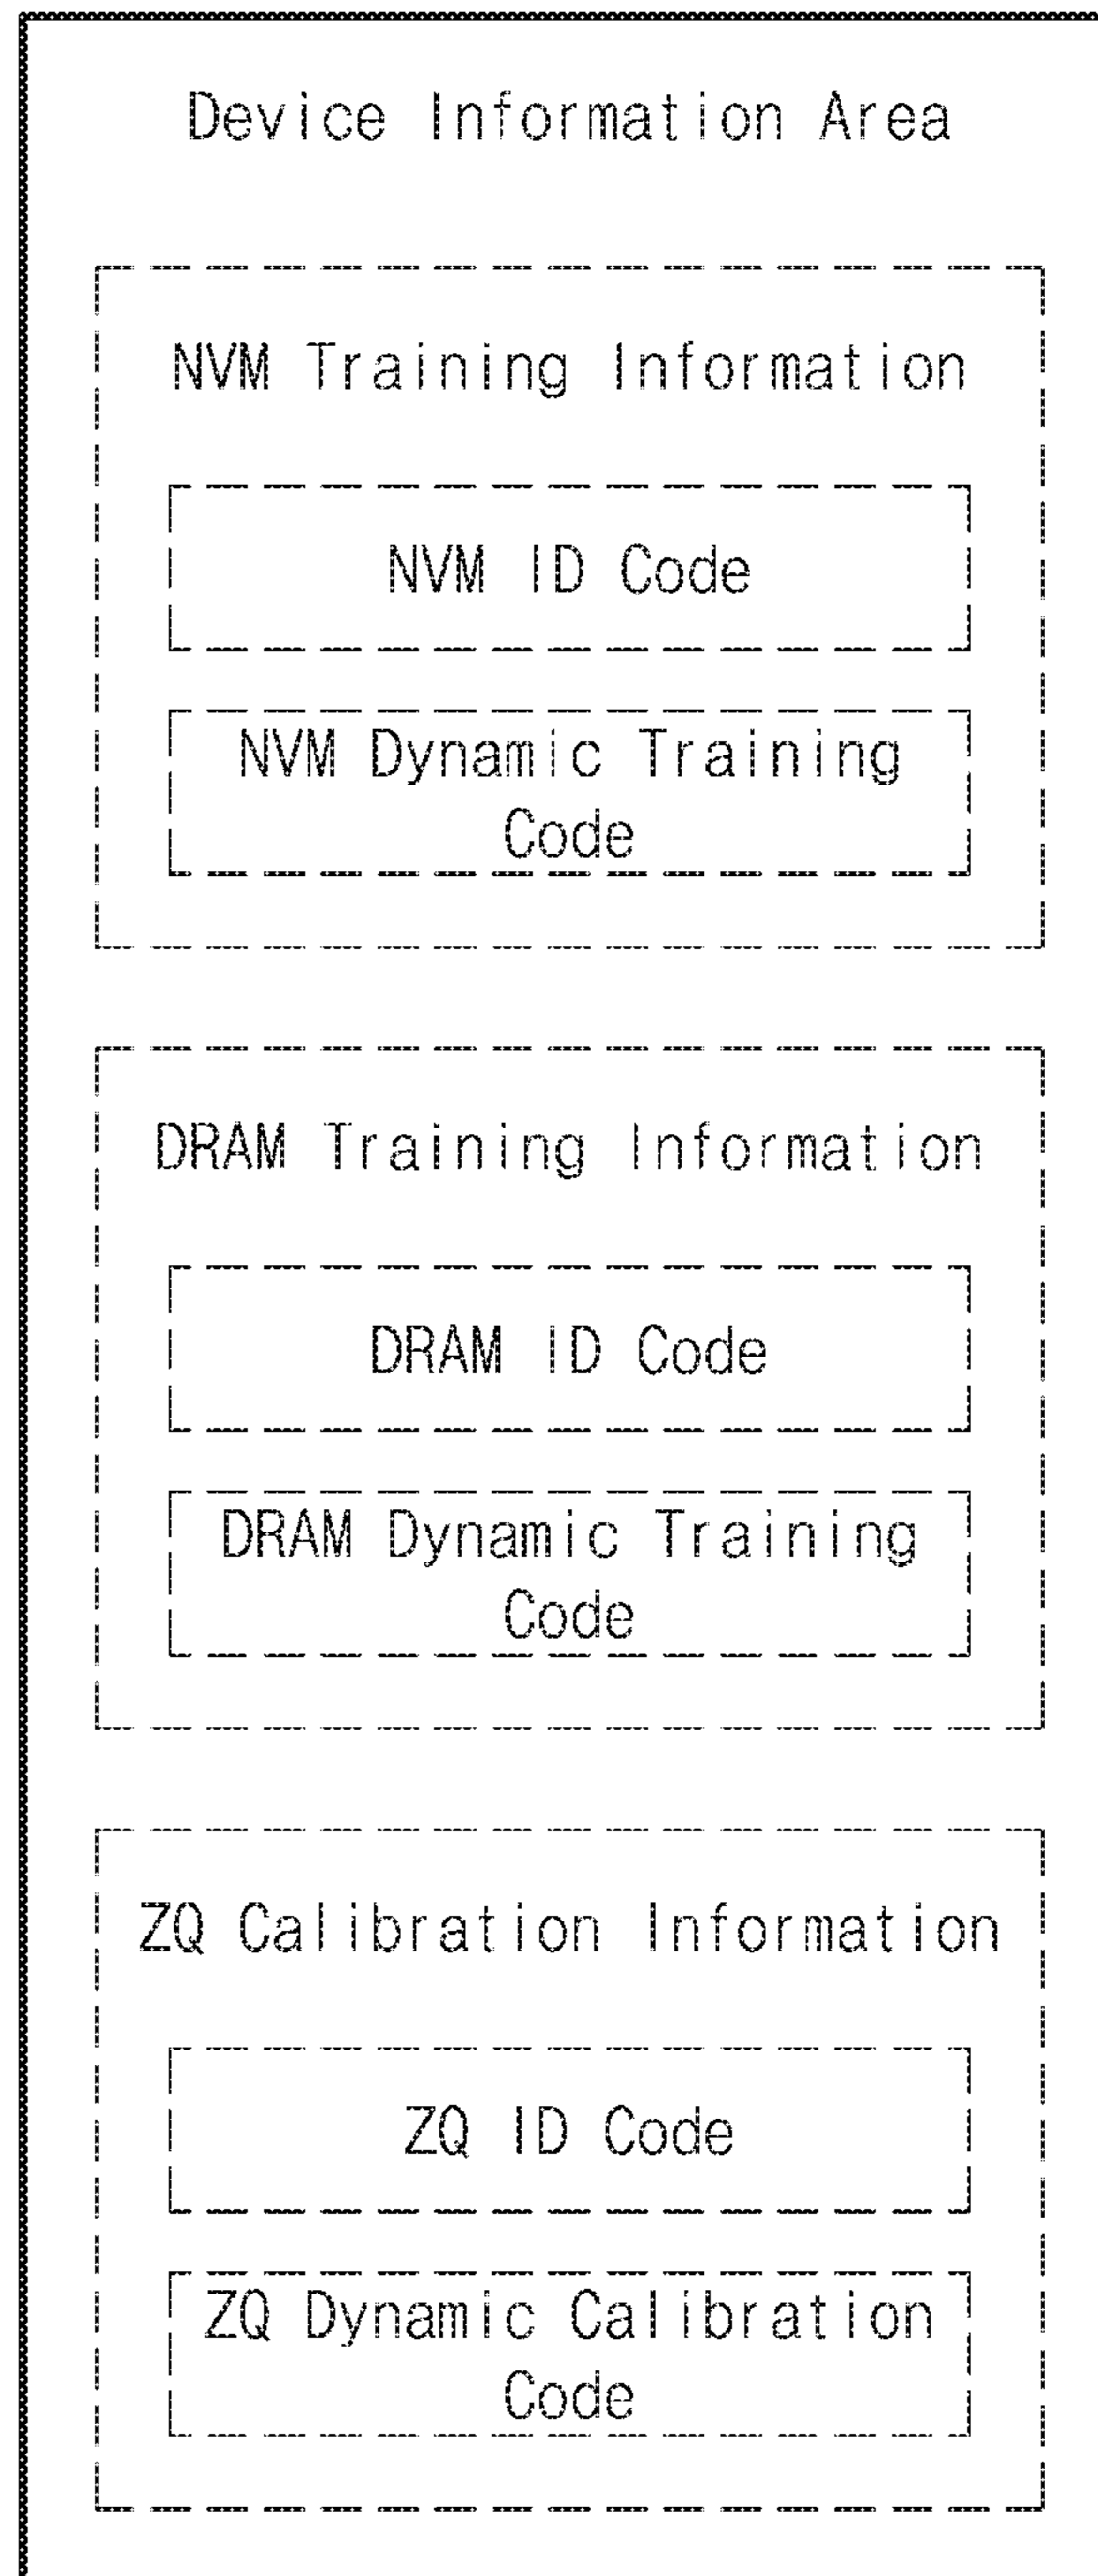 Device Information Area
NVM Training Information
NVM ID Code
NVM Dynamic Training
Code
DRAM Training Information
DRAM ID Code
DRAM Dynamic Training
Code
ZQ Calibration Information
ZQ ID Code
ZQ Dynamic Calibration
Code